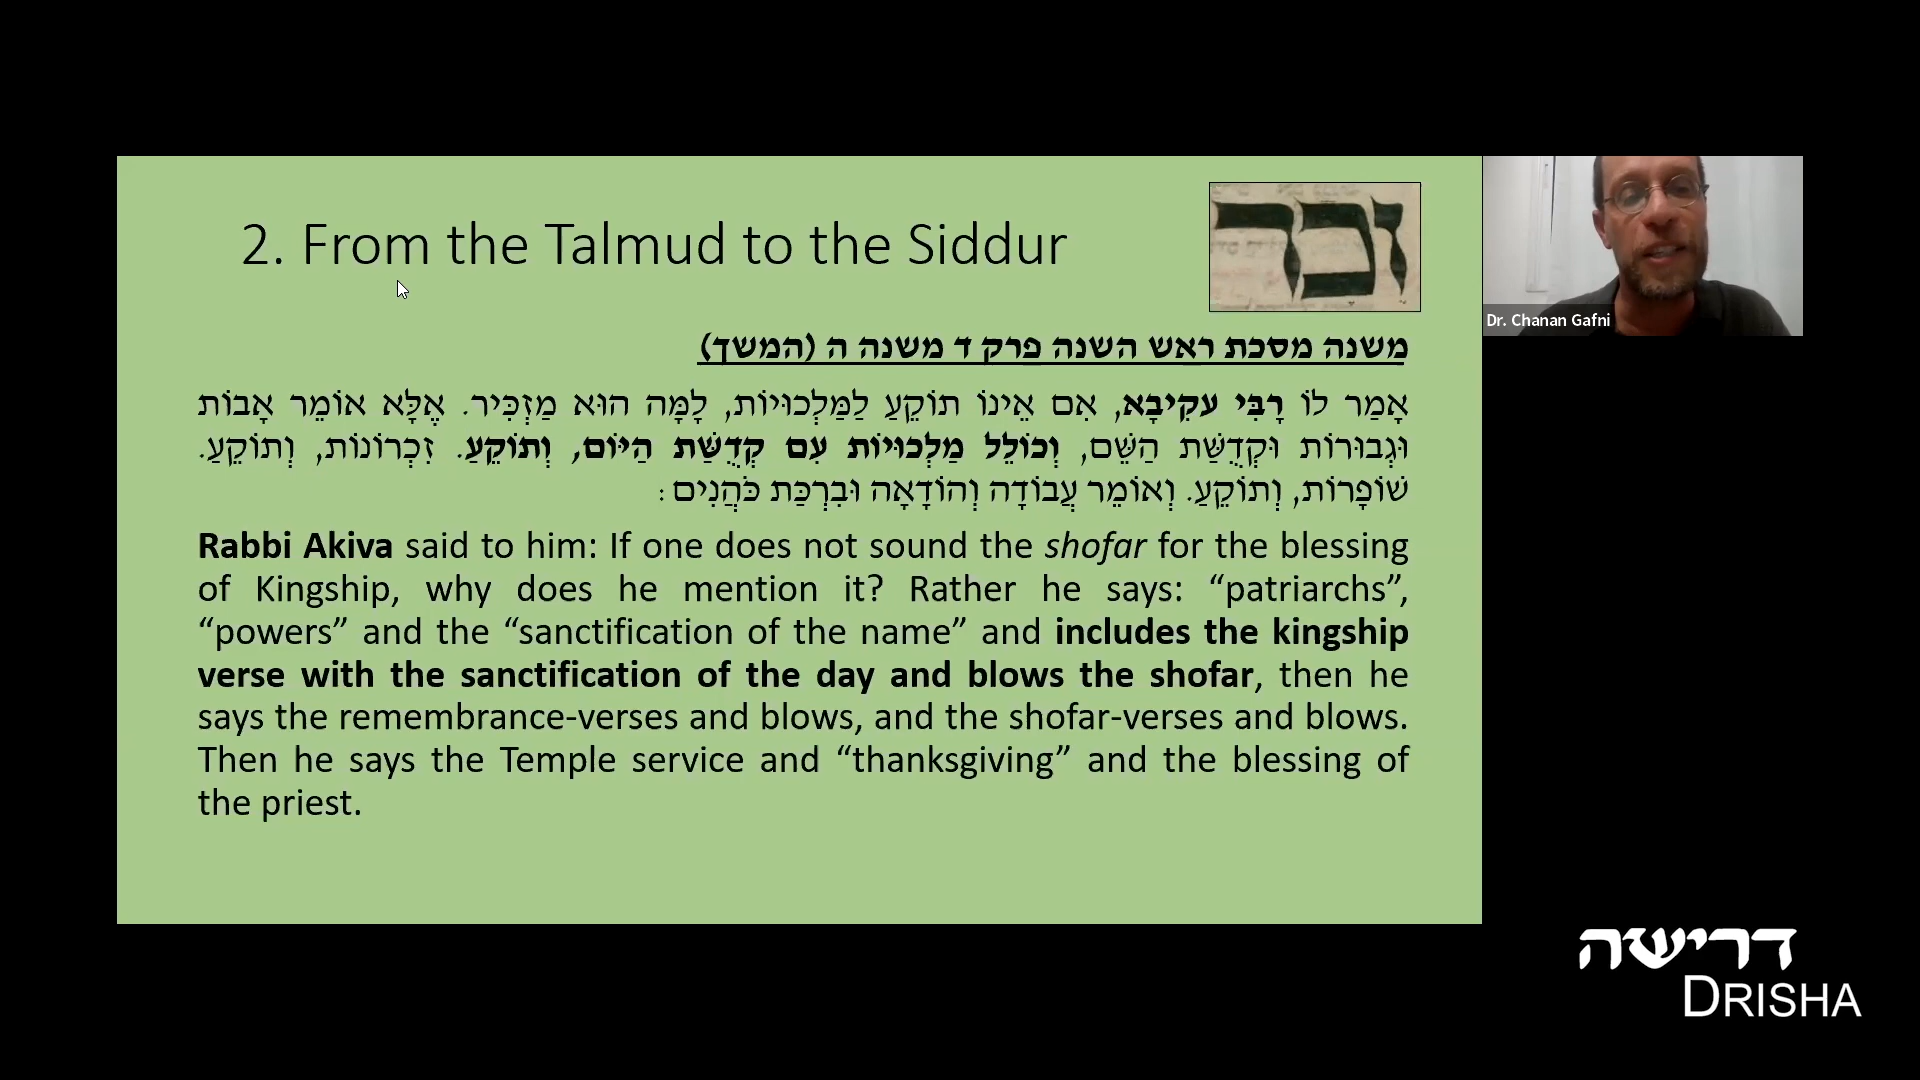 2. From the Talmud to the Siddur
זכר
Dr. Chanan Gafni
משנה מסכת ראש השנה פרק ד משנה ה (המשך)
אָמַר לוֹ רַבִּי עקִיבָא, אִם אֵינוֹ תוֹקֵעַ לַמַּלְכוּיוֹת, לָמָּה הוּא מַזְכִּיר. אֶלָּא אוֹמֵר אָבוֹת
וּגְבוּרוֹת וּקְדֻשַּׁת הַשֵּׁם, וְכוֹלֵל מַלְכוּיוֹת עִם קְדֻשַּׁת הַיּוֹם, וְתוֹקֵעַ. זִכְרוֹנוֹת, וְתוֹקֵעַ.
שׁוֹפָרוֹת, וְתוֹקֵעַ. וְאוֹמֵר עֲבוֹדָה וְהוֹדָאָה וּבִרְכַּת כֹּהֲנִים:
Rabbi Akiva said to him: If one does not sound the shofar for the blessing
of Kingship, why does he mention it? Rather he says: “patriarchs”,
“powers” and the “sanctification of the name” and includes the kingship
verse with the sanctification of the day and blows the shofar, then he
says the remembrance-verses and blows, and the shofar-verses and blows.
Then he says the Temple service and “thanksgiving” and the blessing of
the priest.
דרישה
DRISHA